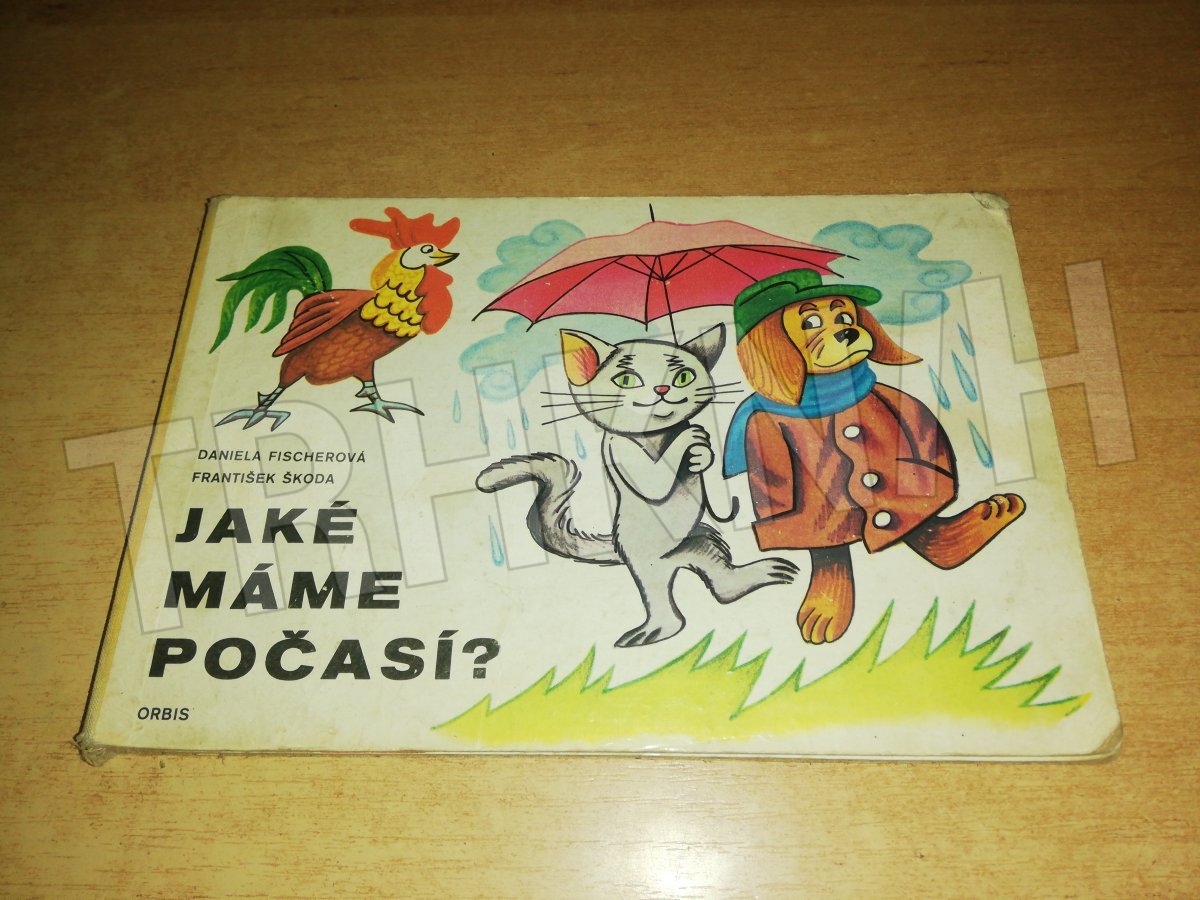 DANIELA FISCHEROVÁ
FRANTIŠEK ŠKODA
JAKÉ
MÁME
POČASÍ?
ORBIS